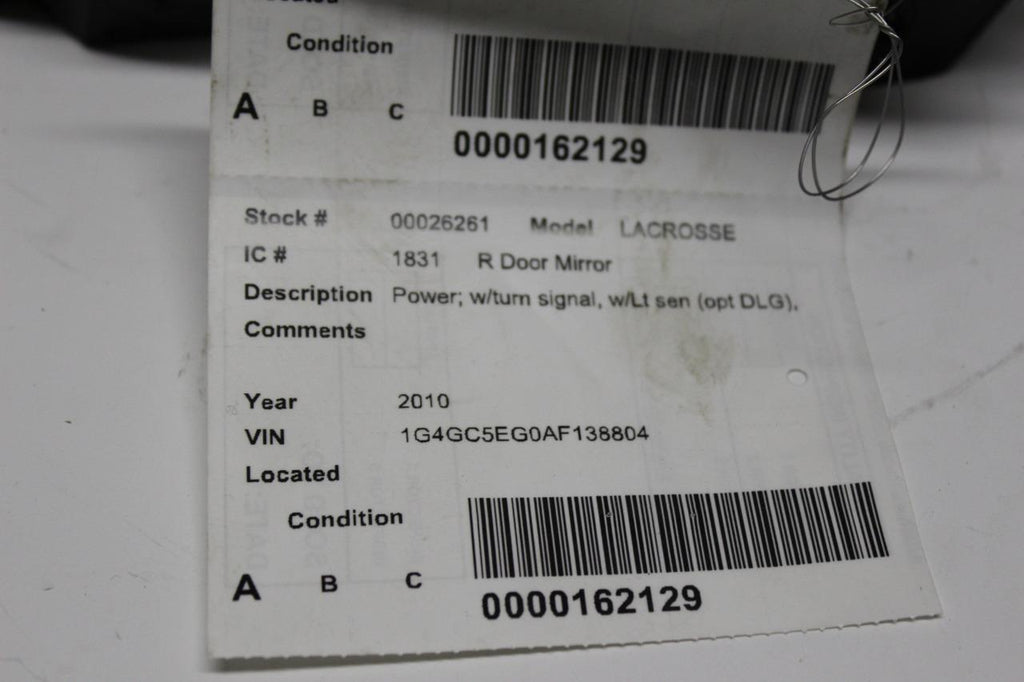 Condition
A B C
0000162129
Stock # 00026261 Model LACROSSE
IC # 1831 R Door Mirror
Description Power; w/turn signal, w/Lt sen (opt DLG),
Comments
Year 2010
VIN 1G4GC5EG0AF138804
Located
Condition
A B C
0000162129